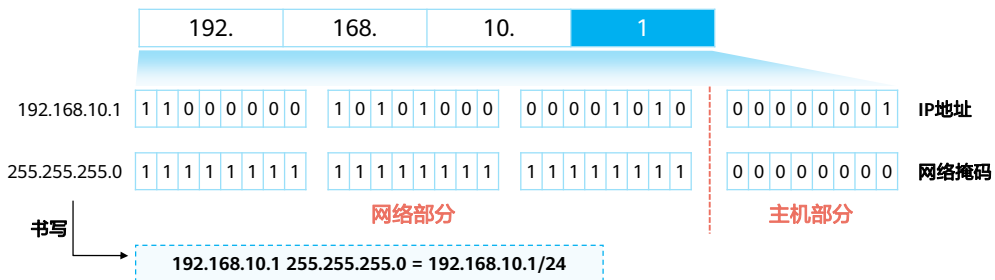 192. 168. 10. 1
192.168.10.1 1 1 0 0 0 0 0 0 1 0 1 0 1 0 0 0 0 0 0 0 1 0 1 0 0 0 0 0 0 0 0 1 IP地址
255.255.255.0 1 1 1 1 1 1 1 1 1 1 1 1 1 1 1 1 1 1 1 1 1 1 1 1 0 0 0 0 0 0 0 0 网络掩码
网络部分 主机部分
书写
192.168.10.1 255.255.255.0 = 192.168.10.1/24